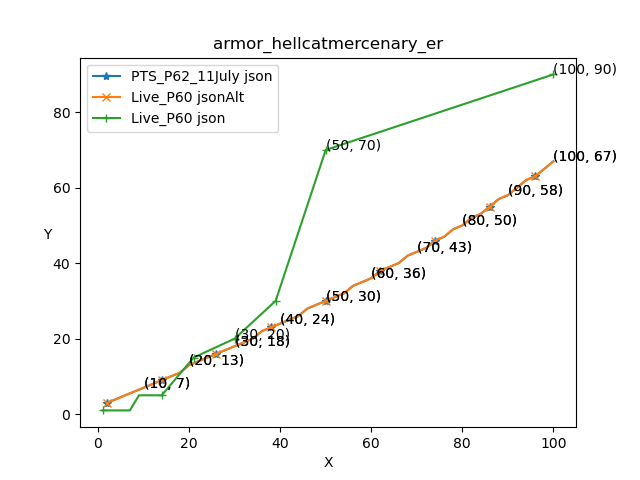 armor_hellcatmercenary_er
PTS_P62_11July json
Live_P60 jsonAlt
Live_P60 json
(100, 90)
(50, 70)
(100, 67)
(90, 58)
(80, 50)
(70, 43)
(60, 36)
(50, 30)
(40, 24)
(30, 20)
(30, 18)
(20, 13)
(10, 7)
Y
80
60
40
20
0
0 20 40 60 80 100
X